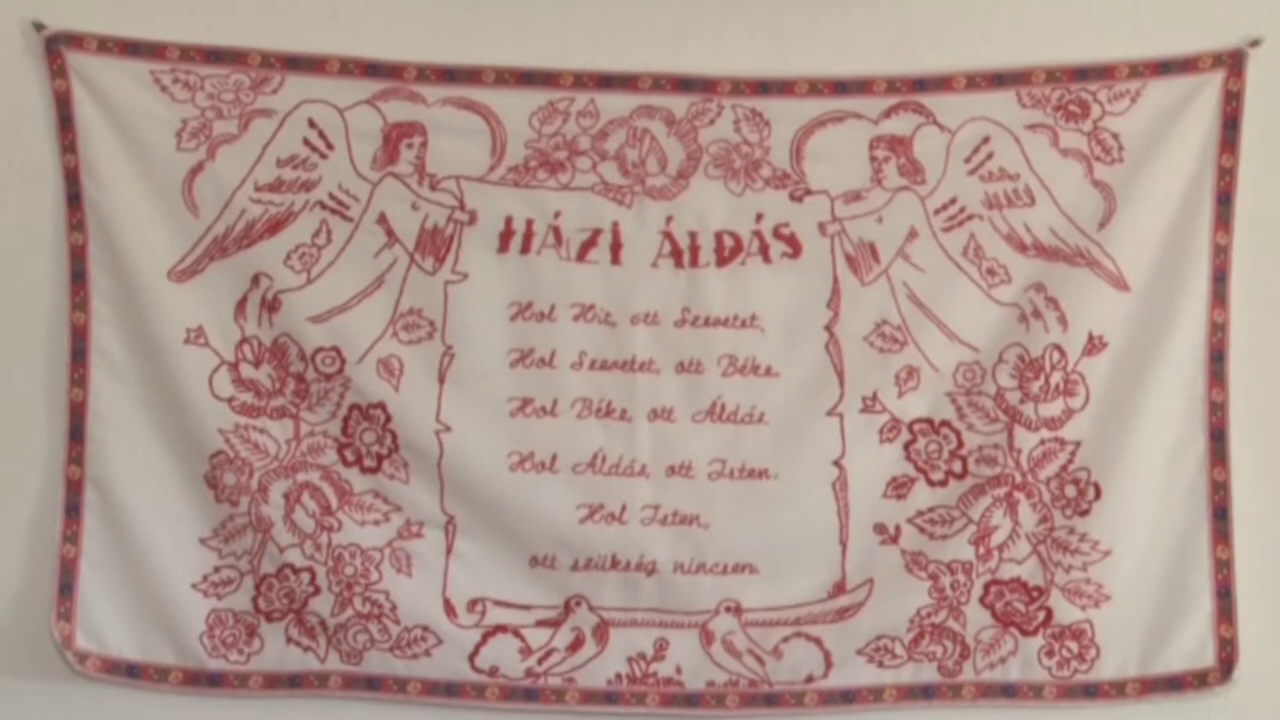 HÁZI ÁLDÁS
Hol Hit, ott Szeretet,
Hol Szeretet, ott Béke,
Hol Béke, ott Áldás,
Hol Áldás, ott Isten.
Hol Isten,
ott szükség nincsen.